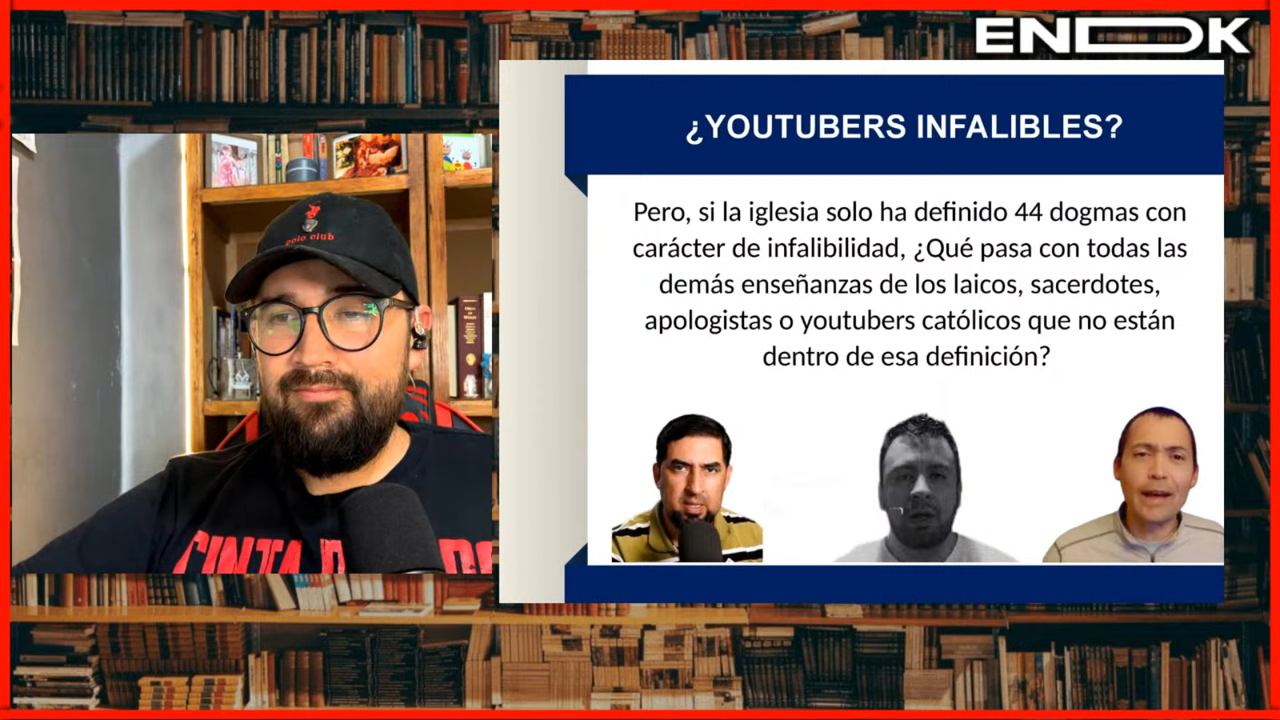 ENDK
¿YOUTUBERS INFALIBLES?
Pero, si la iglesia solo ha definido 44 dogmas con
carácter de infalibilidad, ¿Qué pasa con todas las
demás enseñanzas de los laicos, sacerdotes,
apologistas o youtubers católicos que no están
dentro de esa definición?
polo club